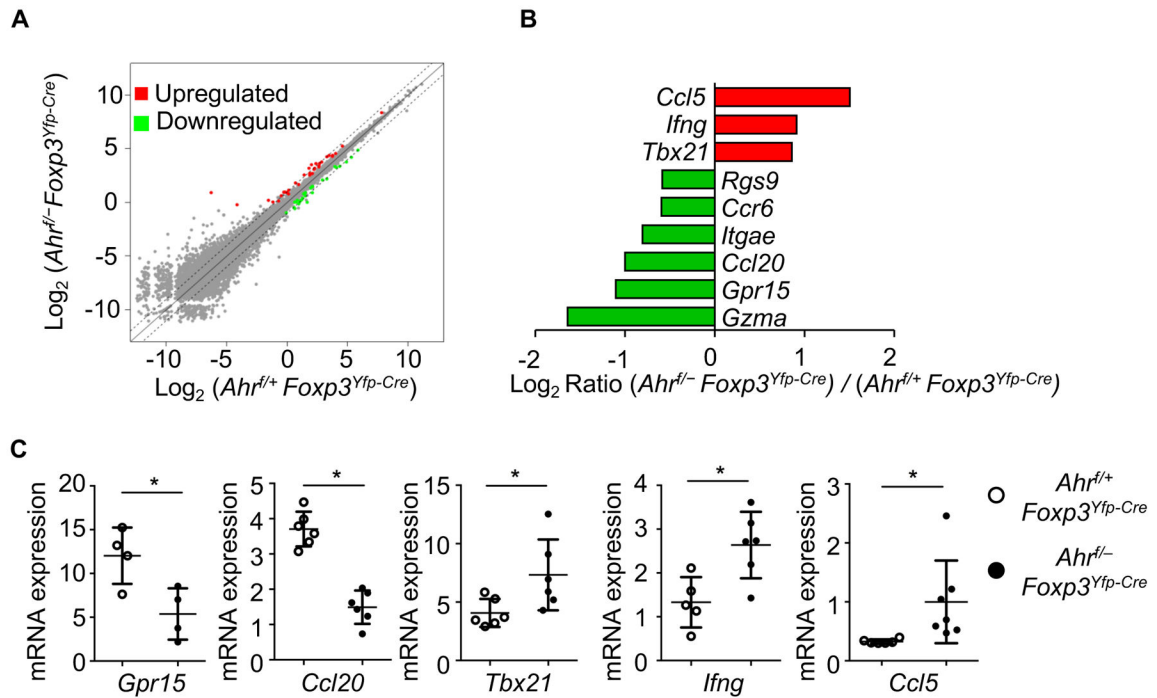 A
Log2 (Ahrf/− Foxp3Yfp-Cre)
10
5
0
-5
-10
Upregulated
Downregulated
-10 -5 0 5 10
Log2 (Ahrf/+ Foxp3Yfp-Cre)
B
Ccl5
Ifng
Tbx21
Rgs9
Ccr6
Itgae
Ccl20
Gpr15
Gzma
-2 -1 0 1 2
Log2 Ratio (Ahrf/− Foxp3Yfp-Cre) / (Ahrf/+ Foxp3Yfp-Cre)
C
mRNA expression
20
15
10
5
0
*
Gpr15
mRNA expression
5
4
3
2
1
0
*
Ccl20
mRNA expression
15
10
5
0
*
Tbx21
mRNA expression
4
3
2
1
0
*
Ifng
mRNA expression
3
2
1
0
*
Ccl5
Ahrf/+
Foxp3Yfp-Cre
Ahrf/−
Foxp3Yfp-Cre